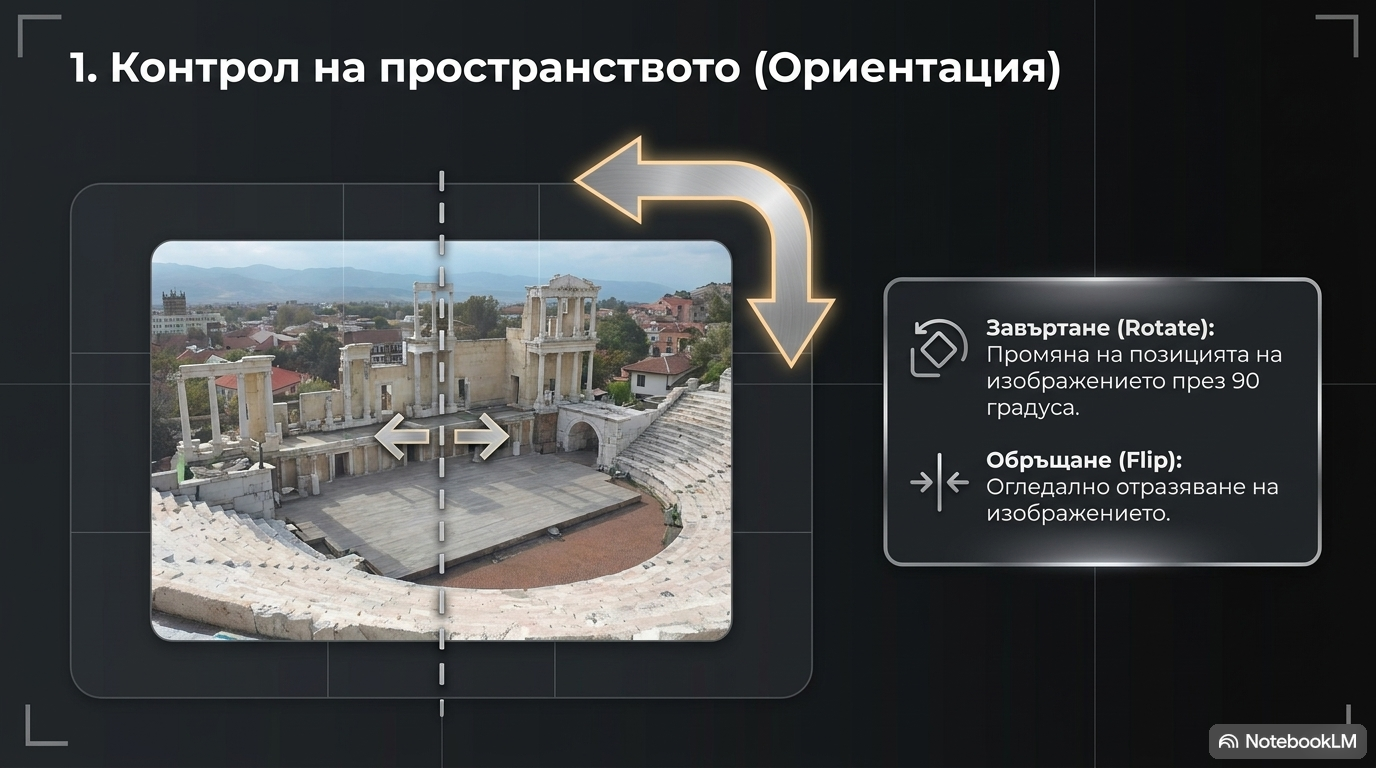 1. Контрол на пространството (Ориентация)
Завъртане (Rotate):
Промяна на позицията на
изображението през 90
градуса.
Обръщане (Flip):
Огледално отразяване на
изображението.
NotebookLM